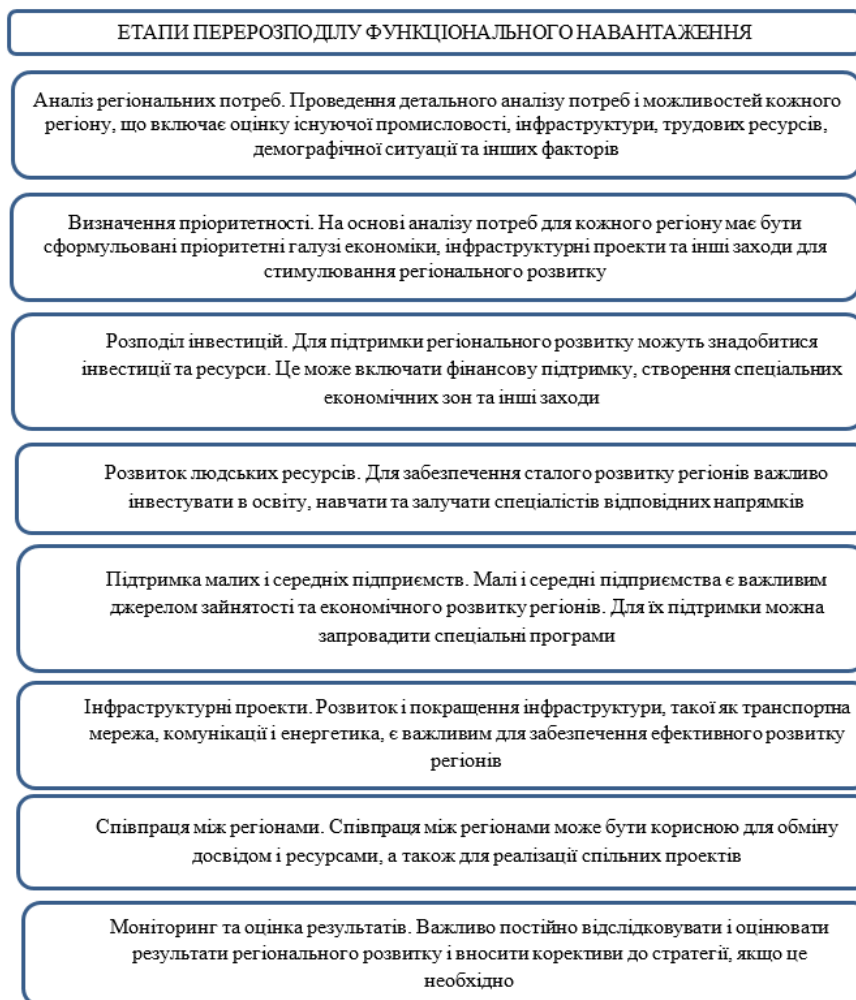 ЕТАПИ ПЕРЕРОЗПОДІЛУ ФУНКЦІОНАЛЬНОГО НАВАНТАЖЕННЯ
Аналіз регіональних потреб. Проведення детального аналізу потреб і можливостей кожного
регіону, що включає оцінку існуючої промисловості, інфраструктури, трудових ресурсів,
демографічної ситуації та інших факторів
Визначення пріоритетності. На основі аналізу потреб для кожного регіону має бути
сформульовані пріоритетні галузі економіки, інфраструктурні проекти та інші заходи для
стимулювання регіонального розвитку
Розподіл інвестицій. Для підтримки регіонального розвитку можуть знадобитися
інвестиції та ресурси. Це може включати фінансову підтримку, створення спеціальних
економічних зон та інші заходи
Розвиток людських ресурсів. Для забезпечення сталого розвитку регіонів важливо
інвестувати в освіту, навчати та залучати спеціалістів відповідних напрямків
Підтримка малих і середніх підприємств. Малі і середні підприємства є важливим
джерелом зайнятості та економічного розвитку регіонів. Для їх підтримки можна
запровадити спеціальні програми
Інфраструктурні проекти. Розвиток і покращення інфраструктури, такої як транспортна
мережа, комунікації і енергетика, є важливим для забезпечення ефективного розвитку
регіонів
Співпраця між регіонами. Співпраця між регіонами може бути корисною для обміну
досвідом і ресурсами, а також для реалізації спільних проектів
Моніторинг та оцінка результатів. Важливо постійно відслідковувати і оцінювати
результати регіонального розвитку і вносити корективи до стратегії, якщо це
необхідно